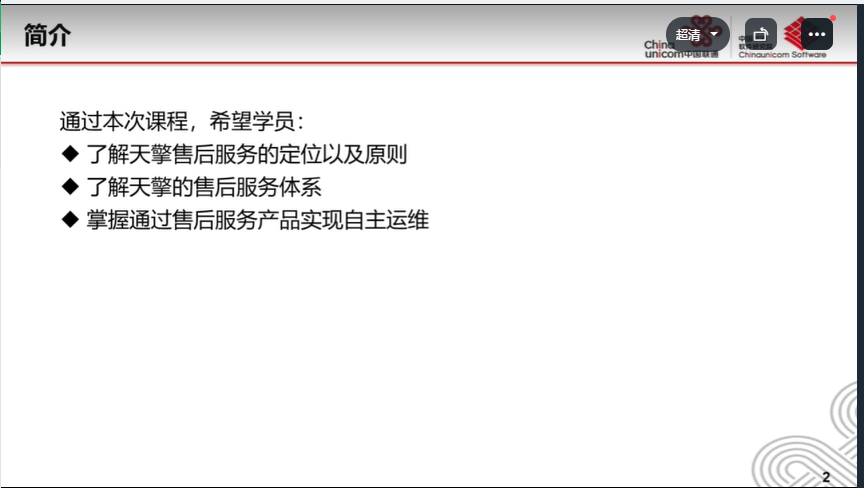 简介
超清
China
unicom中国联通
Chinaunicom Software
通过本次课程，希望学员：
◆ 了解天擎售后服务的定位以及原则
◆ 了解天擎的售后服务体系
◆ 掌握通过售后服务产品实现自主运维
2